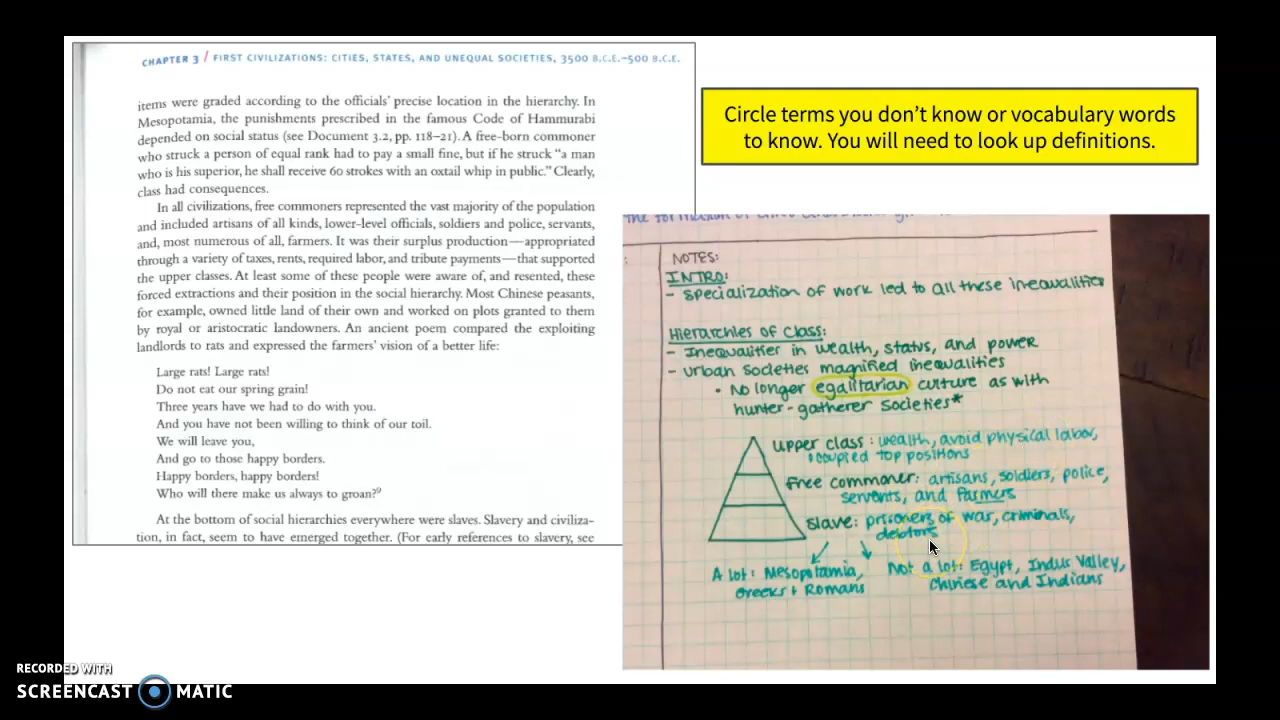 CHAPTER 3 / FIRST CIVILIZATIONS: CITIES, STATES, AND UNEQUAL SOCIETIES, 3500 B.C.E.–500 B.C.E.
items were graded according to the officials' precise location in the hierarchy. In
Mesopotamia, the punishments prescribed in the famous Code of Hammurabi
depended on social status (see Document 3.2, pp. 118–21). A free-born commoner
who struck a person of equal rank had to pay a small fine, but if he struck "a man
who is his superior, he shall receive 60 strokes with an oxtail whip in public." Clearly,
class had consequences.
In all civilizations, free commoners represented the vast majority of the population
and included artisans of all kinds, lower-level officials, soldiers and police, servants,
and, most numerous of all, farmers. It was their surplus production—appropriated
through a variety of taxes, rents, required labor, and tribute payments—that supported
the upper classes. At least some of these people were aware of, and resented, these
forced extractions and their position in the social hierarchy. Most Chinese peasants,
for example, owned little land of their own and worked on plots granted to them
by royal or aristocratic landowners. An ancient poem compared the exploiting
landlords to rats and expressed the farmers' vision of a better life:
Large rats! Large rats!
Do not eat our spring grain!
Three years have we had to do with you.
And you have not been willing to think of our toil.
We will leave you,
And go to those happy borders.
Happy borders, happy borders!
Who will there make us always to groan?⁹
At the bottom of social hierarchies everywhere were slaves. Slavery and civiliza-
tion, in fact, seem to have emerged together. (For early references to slavery, see
Circle terms you don't know or vocabulary words
to know. You will need to look up definitions.
NOTES:
INTRO:
- specialization of work led to all these inequalities
Hierarchies of Class:
- Inequalities in wealth, status, and power
- Urban societies magnified inequalities
• No longer egalitarian culture as with
hunter-gatherer societies*
Upper class: wealth, avoid physical labor,
occupied top positions
Free commoner: artisans, soldiers, police,
servants, and farmers
Slave: prisoners of war, criminals,
debtors
A lot: Mesopotamia,
Greeks + Romans
Not a lot: Egypt, Indus Valley,
Chinese and Indians
RECORDED WITH
SCREENCAST MATIC